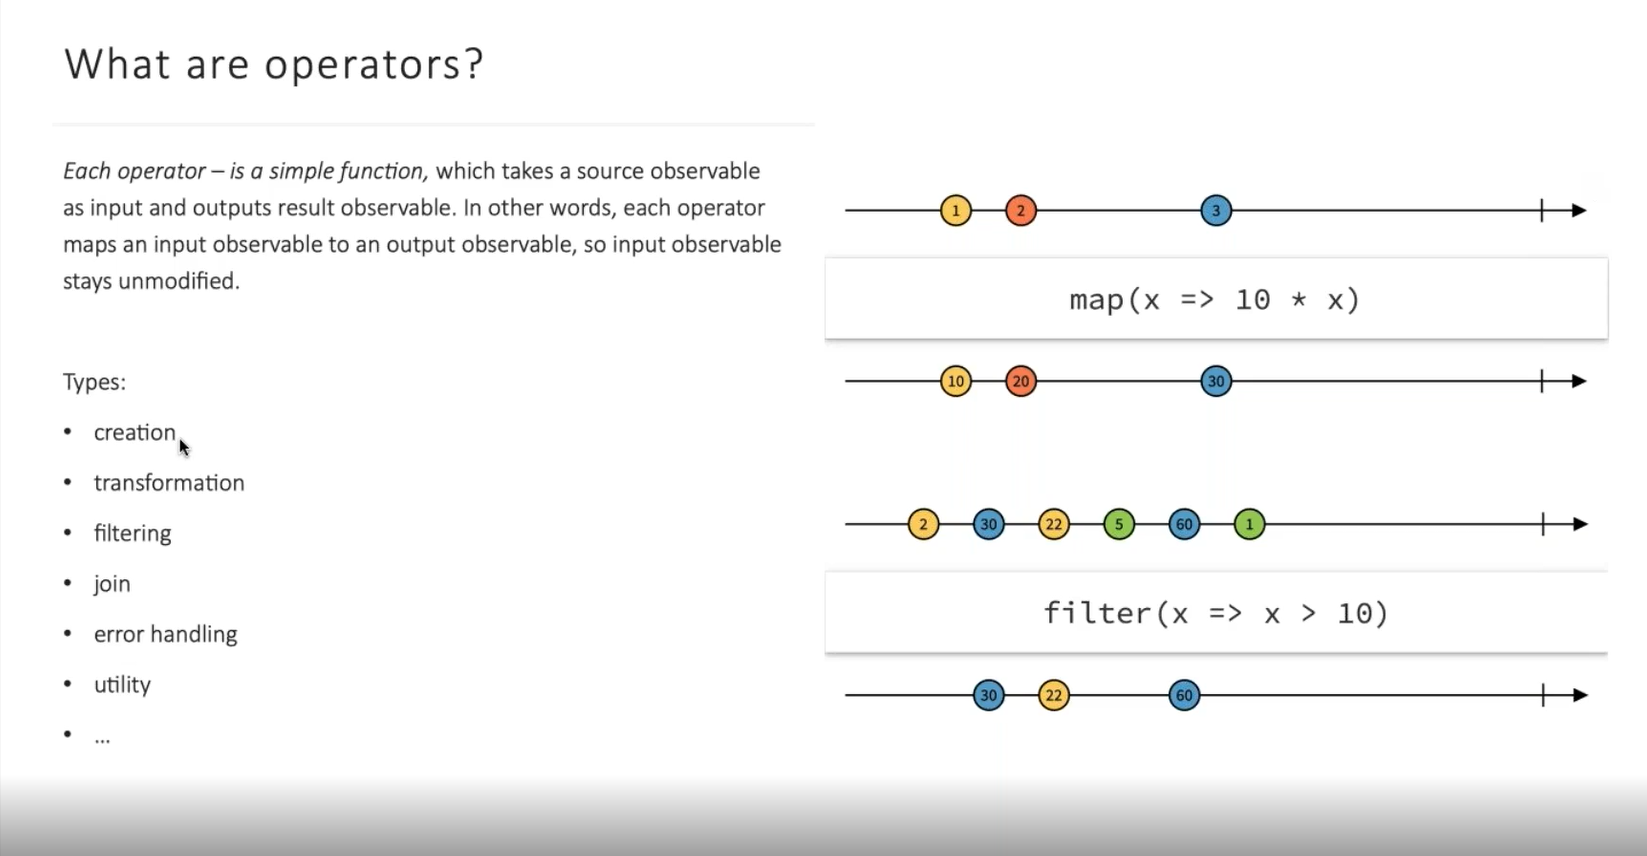 What are operators?
Each operator – is a simple function, which takes a source observable
as input and outputs result observable. In other words, each operator
maps an input observable to an output observable, so input observable
stays unmodified.
Types:
• creation
• transformation
• filtering
• join
• error handling
• utility
• ...
1 2 3
map(x => 10 * x)
10 20 30
2 30 22 5 60 1
filter(x => x > 10)
30 22 60